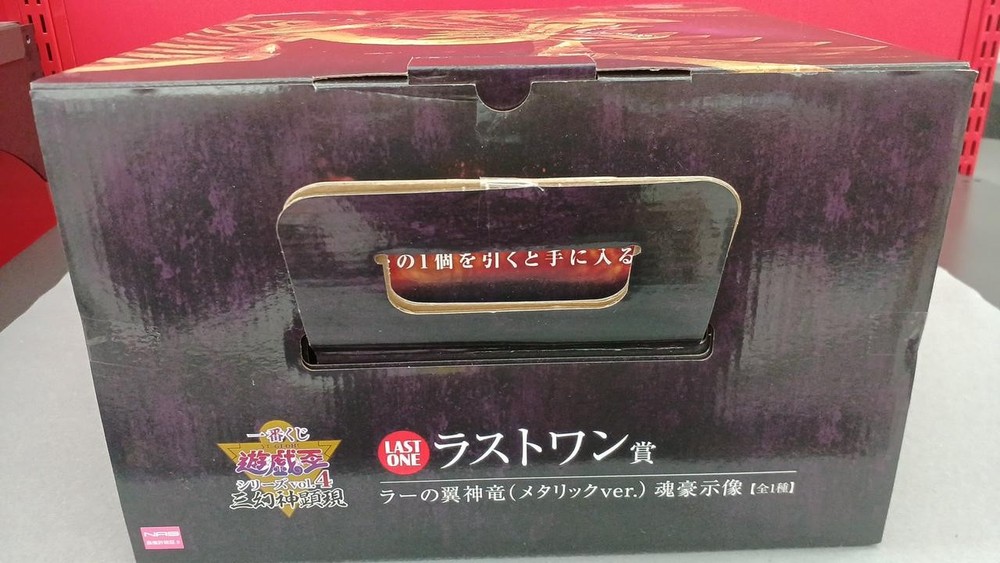 の1個を引くと手に入る
一番くじ
YU-GI-OH!
遊戯王
シリーズvol.4
三幻神顕現
LAST
ONE
ラストワン賞
ラーの翼神竜(メタリックver.) 魂豪示像【全1種】